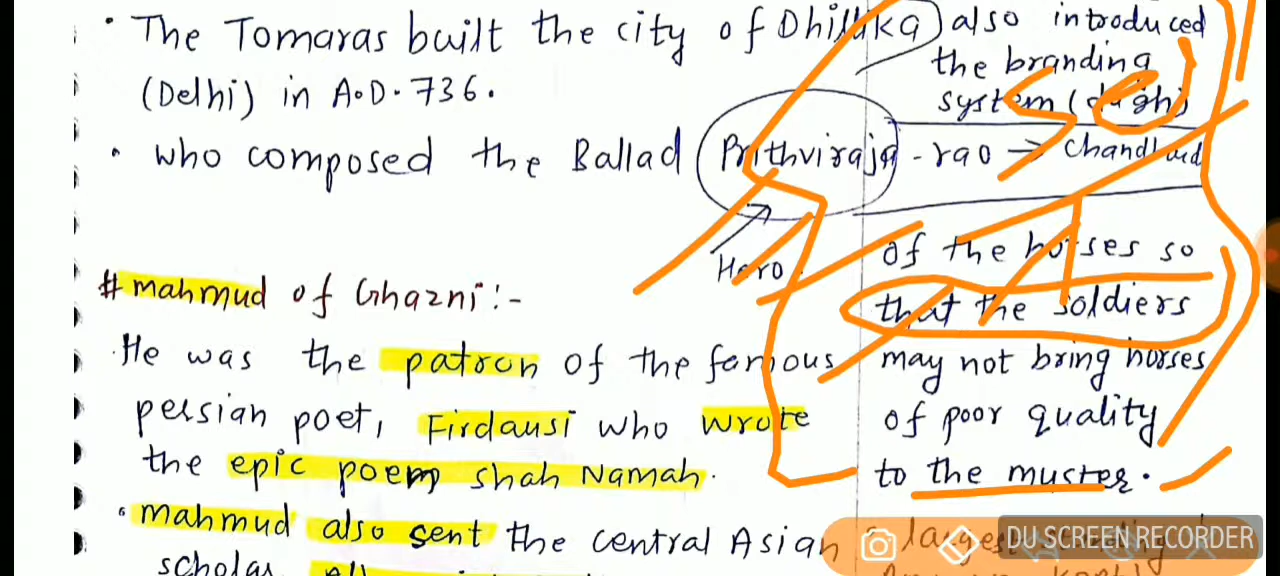 • The Tomaras built the city of Dhillika
(Delhi) in A.D. 736.
• who composed the Ballad Prithviraja - rao → Chandbard
Hero
# mahmud of Ghazni :-
He was the patron of the famous
persian poet, Firdausi who wrote
the epic poem shah Namah.
• mahmud also sent the central Asian
scholar
also introduced
the branding
system (dagh)
of the horses so
that the soldiers
may not bring horses
of poor quality
to the muster.
DU SCREEN RECORDER